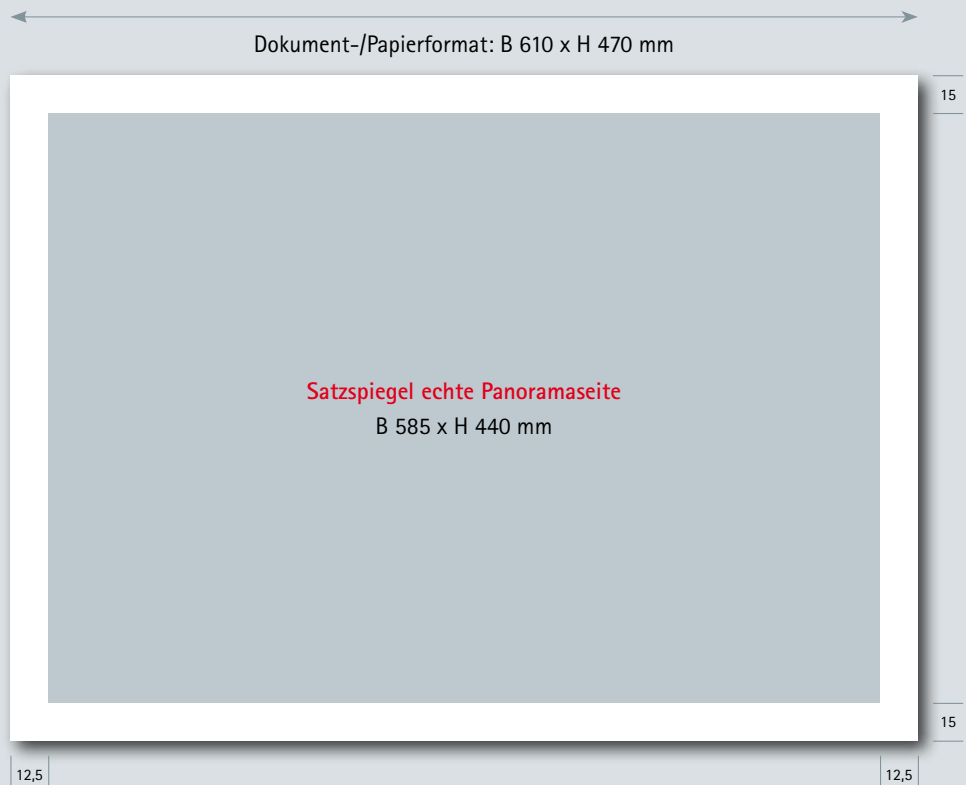 Dokument-/Papierformat: B 610 x H 470 mm
15
Satzspiegel echte Panoramaseite
B 585 x H 440 mm
15
12,5
12,5